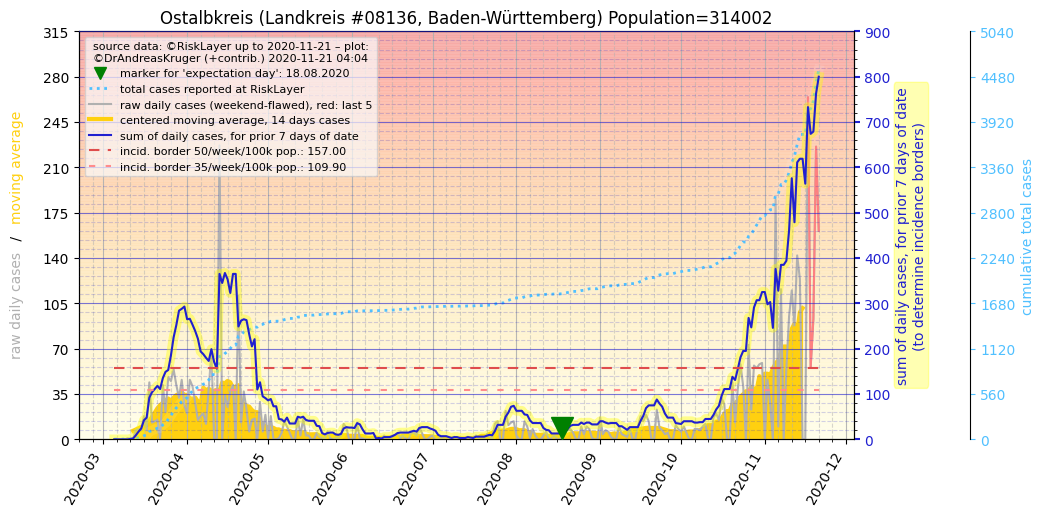 Ostalbkreis (Landkreis #08136, Baden-Württemberg) Population=314002
source data: ©RiskLayer up to 2020-11-21 – plot:
©DrAndreasKruger (+contrib.) 2020-11-21 04:04
marker for 'expectation day': 18.08.2020
total cases reported at RiskLayer
raw daily cases (weekend-flawed), red: last 5
centered moving average, 14 days cases
sum of daily cases, for prior 7 days of date
incid. border 50/week/100k pop.: 157.00
incid. border 35/week/100k pop.: 109.90
raw daily cases / moving average
315
280
245
210
175
140
105
70
35
0
2020-03
2020-04
2020-05
2020-06
2020-07
2020-08
2020-09
2020-10
2020-11
2020-12
900
800
700
600
500
400
300
200
100
0
sum of daily cases, for prior 7 days of date
(to determine incidence borders)
5040
4480
3920
3360
2800
2240
1680
1120
560
0
cumulative total cases